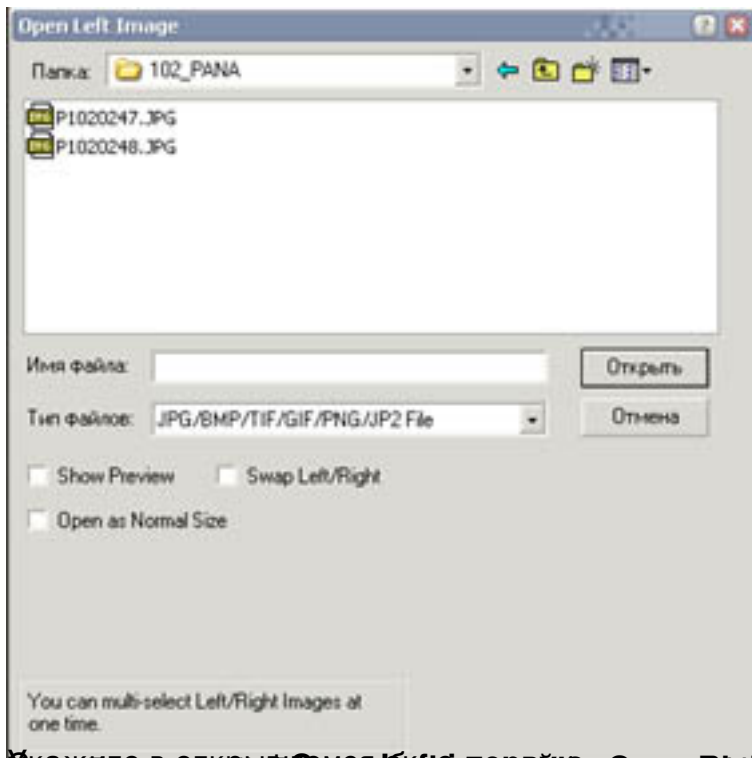 Open Left Image
Папка: 102_PANA
P1020247.JPG
P1020248.JPG
Имя файла: Открыть
Тип файлов: JPG/BMP/TIF/GIF/PNG/JP2 File Отмена
Show Preview Swap Left/Right
Open as Normal Size
You can multi-select Left/Right Images at
one time.